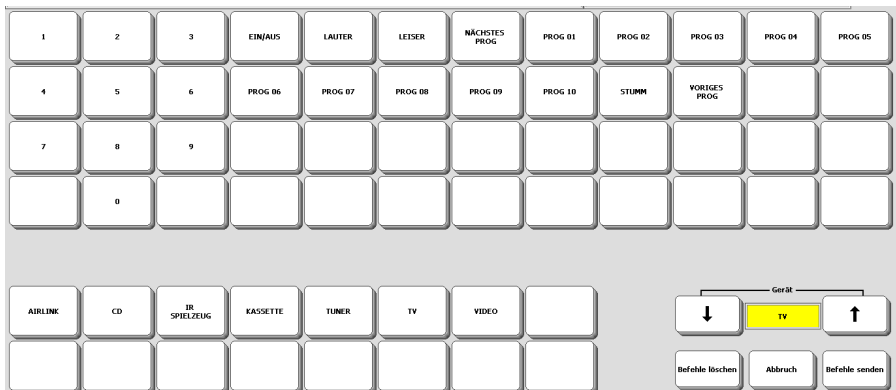 1 2 3 EIN/AUS LAUTER LEISER NÄCHSTES PROG PROG 01 PROG 02 PROG 03 PROG 04 PROG 05
4 5 6 PROG 06 PROG 07 PROG 08 PROG 09 PROG 10 STUMM VORIGES PROG
7 8 9
0
AIRLINK CD IR SPIELZEUG KASSETTE TUNER TV VIDEO
Gerät
↓ TV ↑
Befehle löschen Abbruch Befehle senden